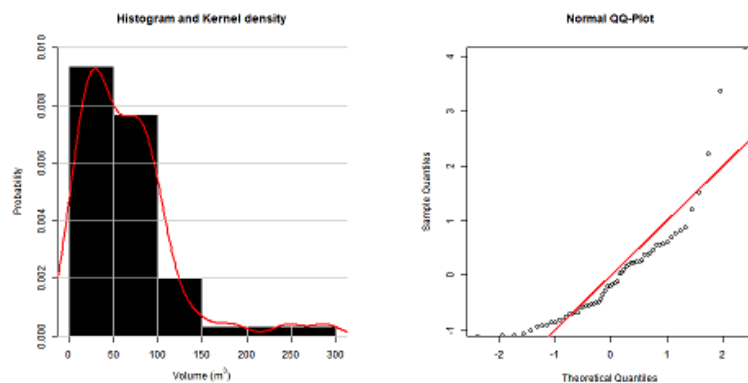 Histogram and Kernel density
0.010
0.008
0.006
0.004
0.002
0.000
Probability
0 50 100 150 200 250 300
Volume (m³)
Normal QQ-Plot
4
3
2
1
0
-1
Sample Quantiles
-2 -1 0 1 2
Theoretical Quantiles